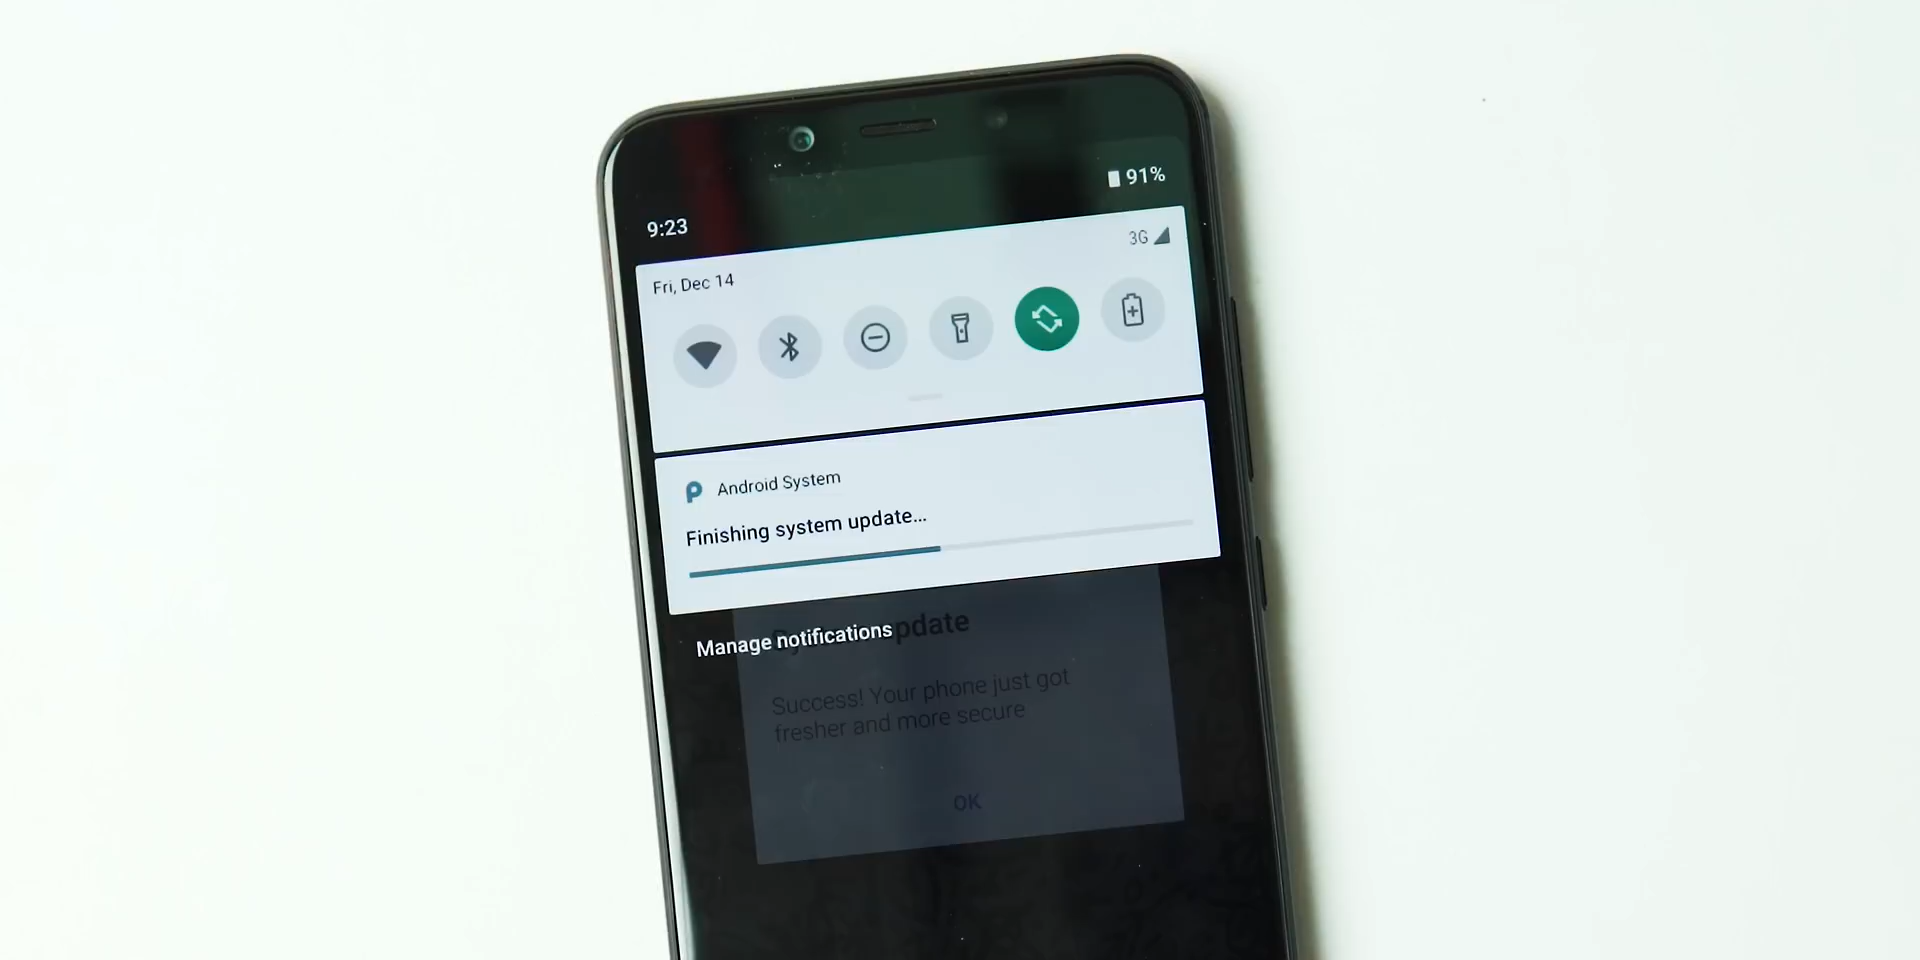 91%
9:23
3G
Fri, Dec 14
Android System
Finishing system update...
Manage notifications
pdate
Success! Your phone just got
fresher and more secure
OK